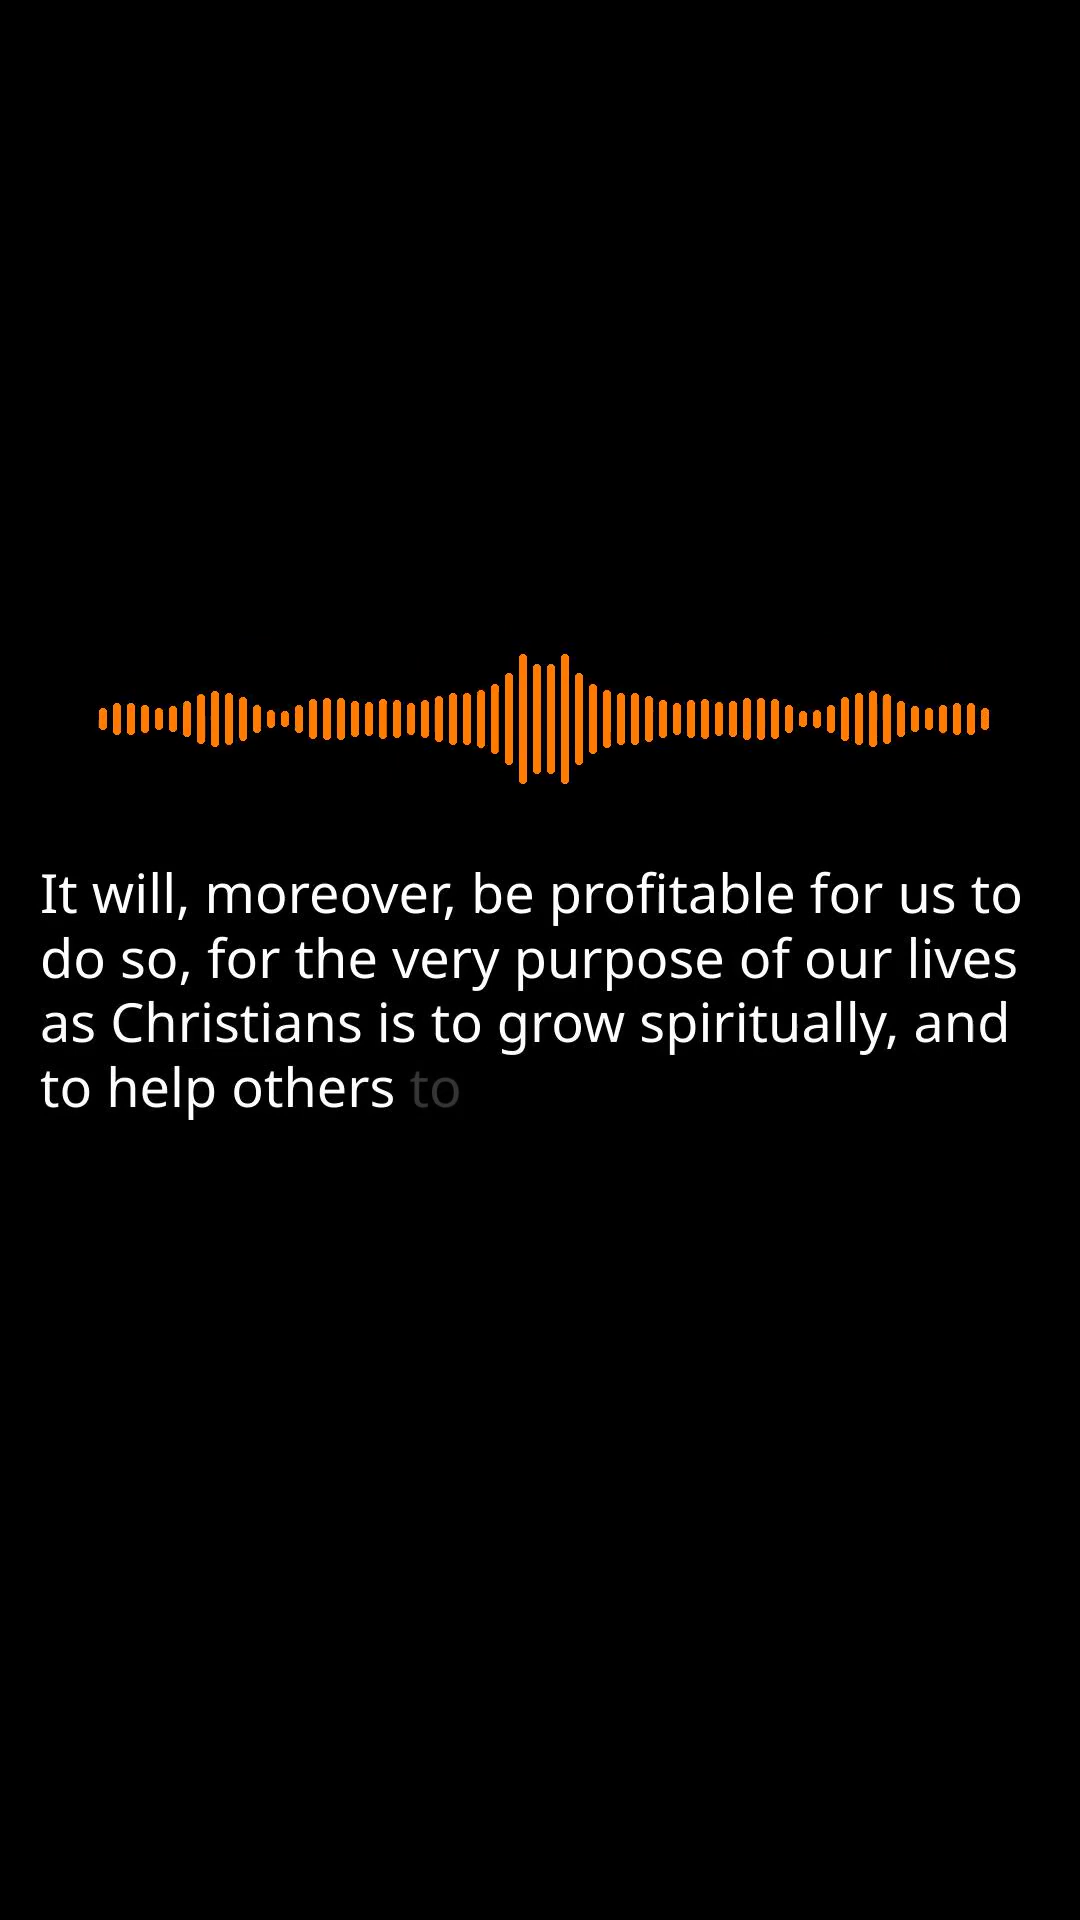 It will, moreover, be profitable for us to
do so, for the very purpose of our lives
as Christians is to grow spiritually, and
to help others to